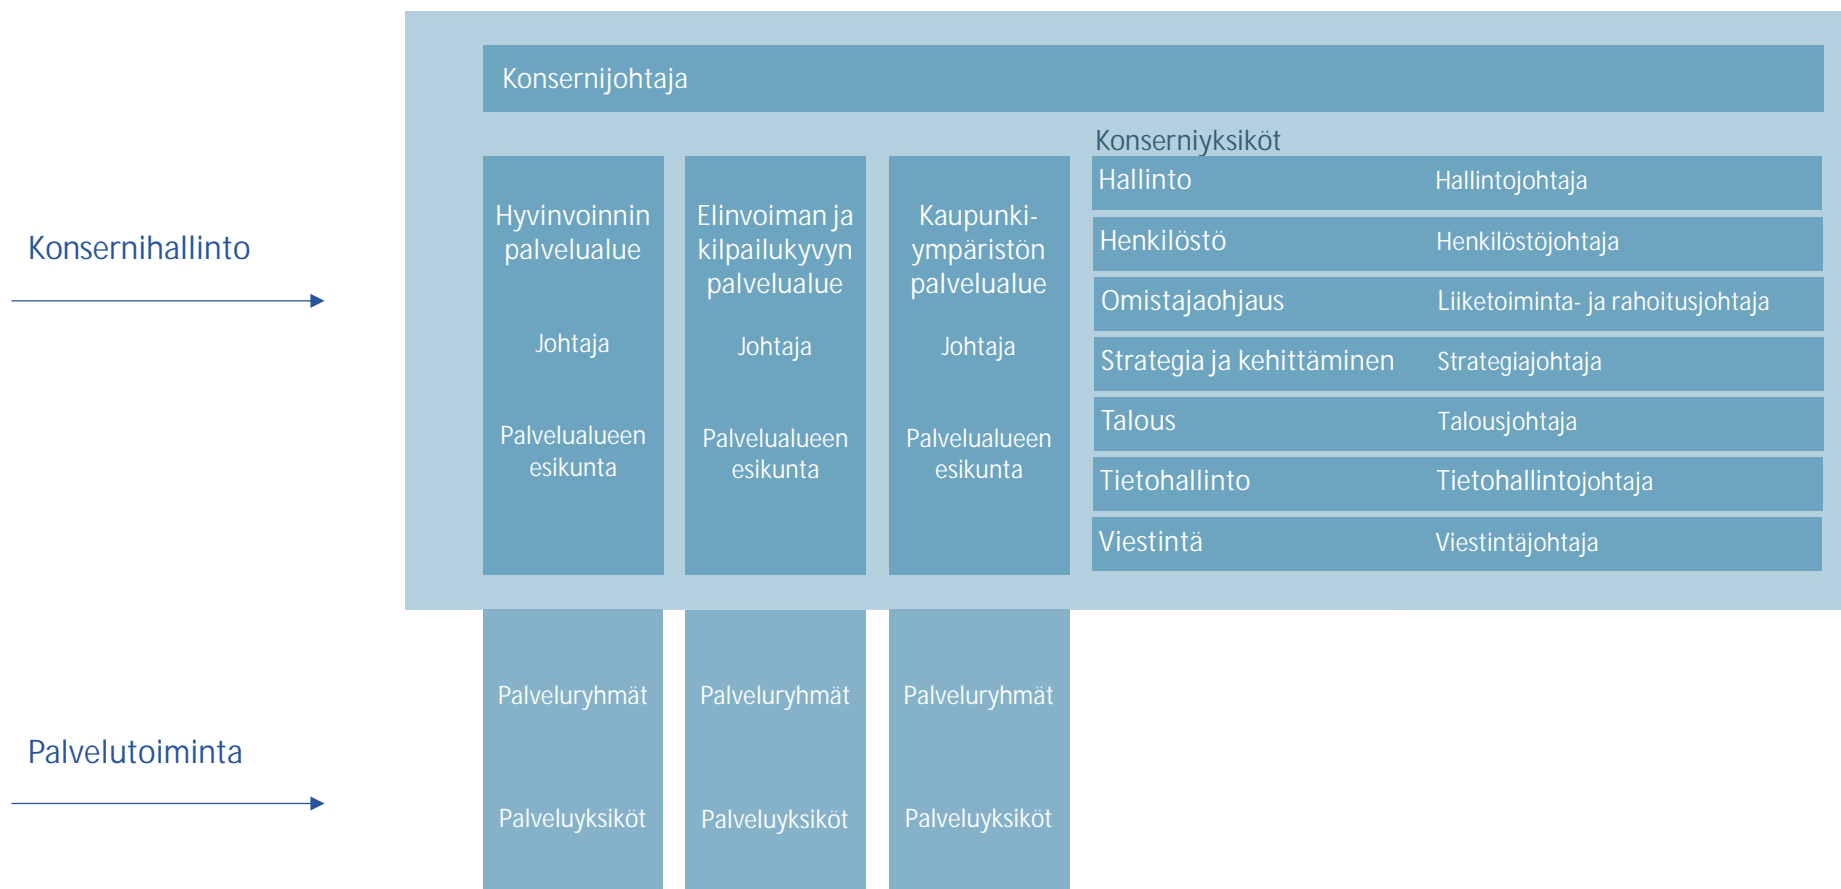 Konsernijohtaja
Konsernihallinto
Hyvinvoinnin
palvelualue
Johtaja
Palvelualueen
esikunta
Elinvoiman ja
kilpailukyvyn
palvelualue
Johtaja
Palvelualueen
esikunta
Kaupunki-
ympäristön
palvelualue
Johtaja
Palvelualueen
esikunta
Konserniyksiköt
Hallinto Hallintojohtaja
Henkilöstö Henkilöstöjohtaja
Omistajaohjaus Liiketoiminta- ja rahoitusjohtaja
Strategia ja kehittäminen Strategiajohtaja
Talous Talousjohtaja
Tietohallinto Tietohallintojohtaja
Viestintä Viestintäjohtaja
Palvelutoiminta
Palveluryhmät
Palveluyksiköt
Palveluryhmät
Palveluyksiköt
Palveluryhmät
Palveluyksiköt